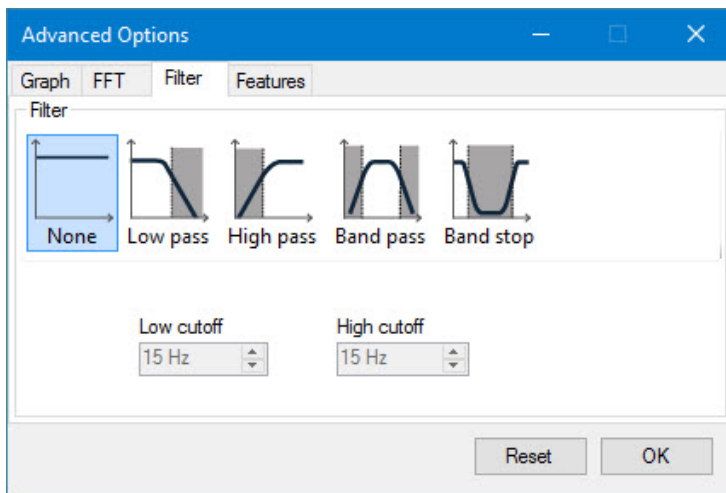 Advanced Options
Graph FFT Filter Features
Filter
None Low pass High pass Band pass Band stop
Low cutoff High cutoff
15 Hz 15 Hz
Reset OK